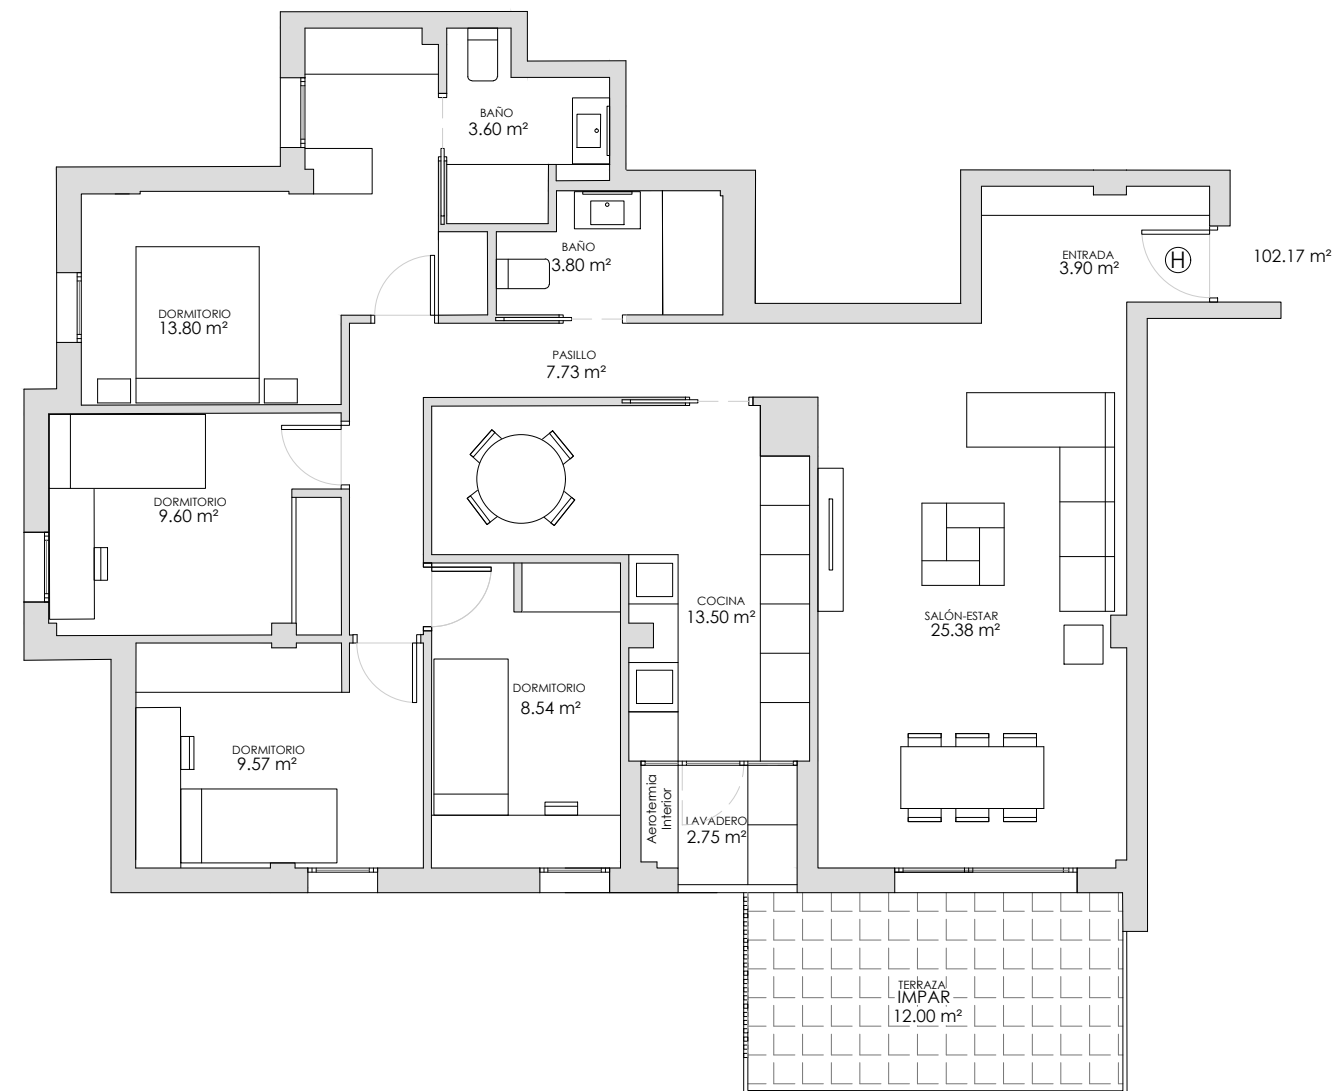 BAÑO
3.60 m²
BAÑO
3.80 m²
ENTRADA
3.90 m²
H
102.17 m²
DORMITORIO
13.80 m²
PASILLO
7.73 m²
DORMITORIO
9.60 m²
COCINA
13.50 m²
SALÓN-ESTAR
25.38 m²
DORMITORIO
8.54 m²
DORMITORIO
9.57 m²
Aerotermia
Interior
LAVADERO
2.75 m²
TERRAZA
IMPAR
12.00 m²